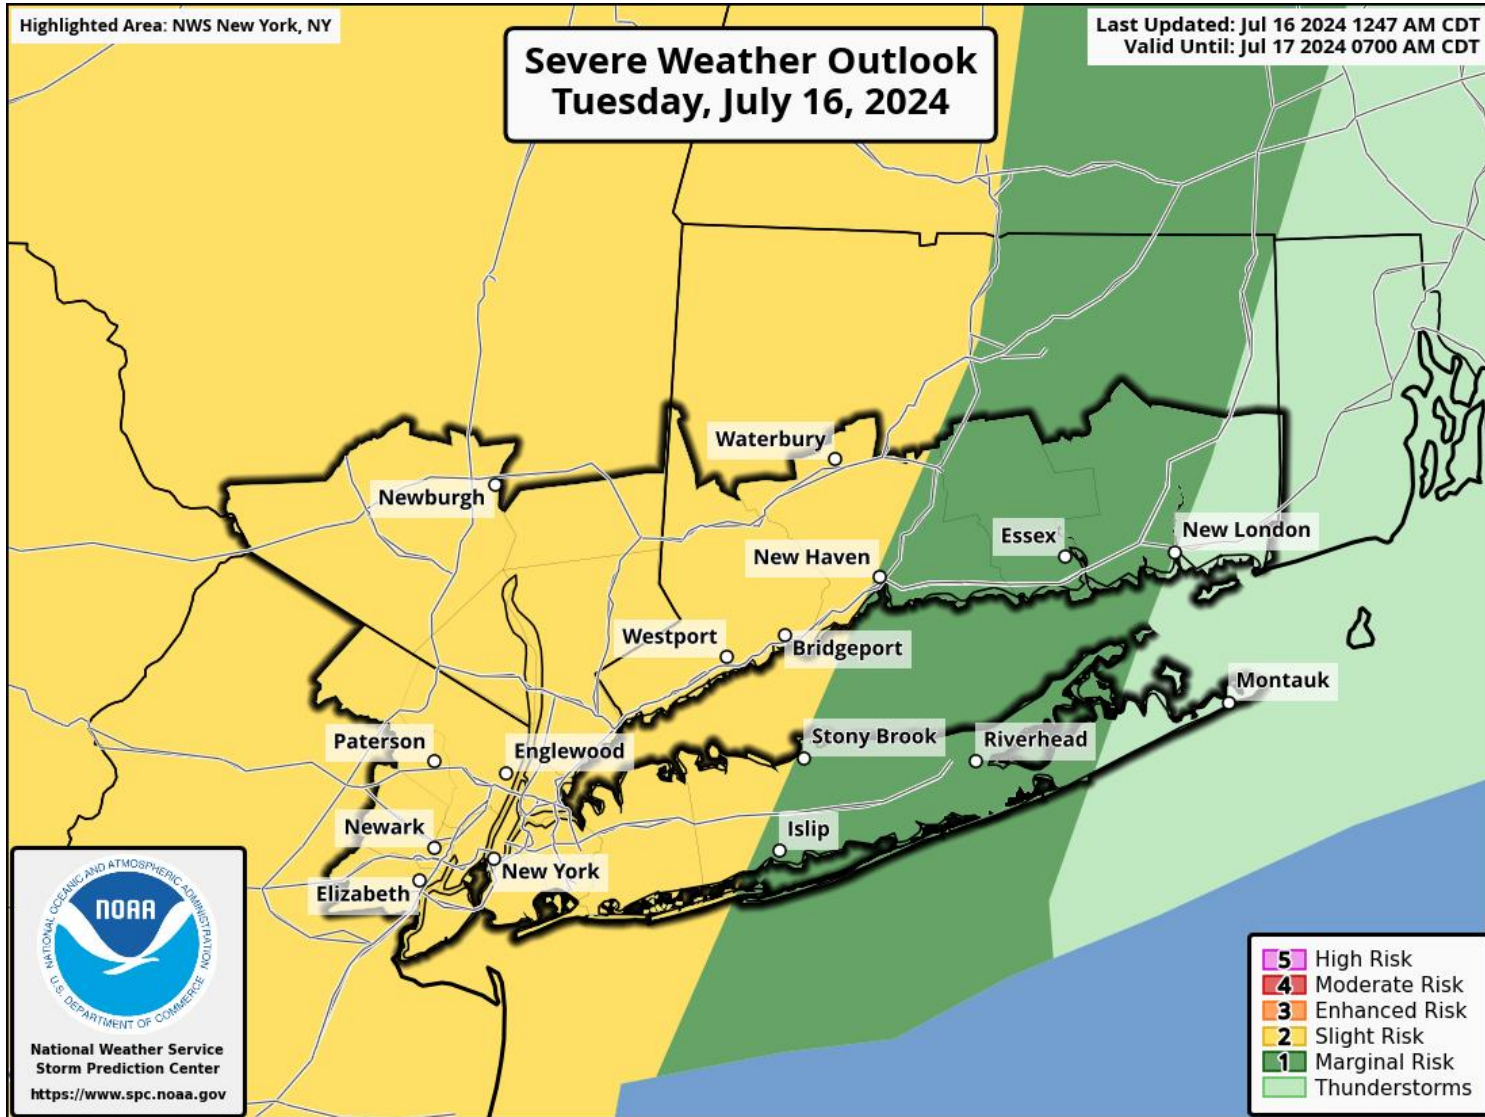 Highlighted Area: NWS New York, NY
Severe Weather Outlook
Tuesday, July 16, 2024
Last Updated: Jul 16 2024 1247 AM CDT
Valid Until: Jul 17 2024 0700 AM CDT
Waterbury
Newburgh
Essex
New London
New Haven
Westport
Bridgeport
Montauk
Paterson
Englewood
Stony Brook
Riverhead
Newark
Islip
New York
Elizabeth
NATIONAL OCEANIC AND ATMOSPHERIC ADMINISTRATION
NOAA
U.S. DEPARTMENT OF COMMERCE
National Weather Service
Storm Prediction Center
https://www.spc.noaa.gov
5 High Risk
4 Moderate Risk
3 Enhanced Risk
2 Slight Risk
1 Marginal Risk
Thunderstorms